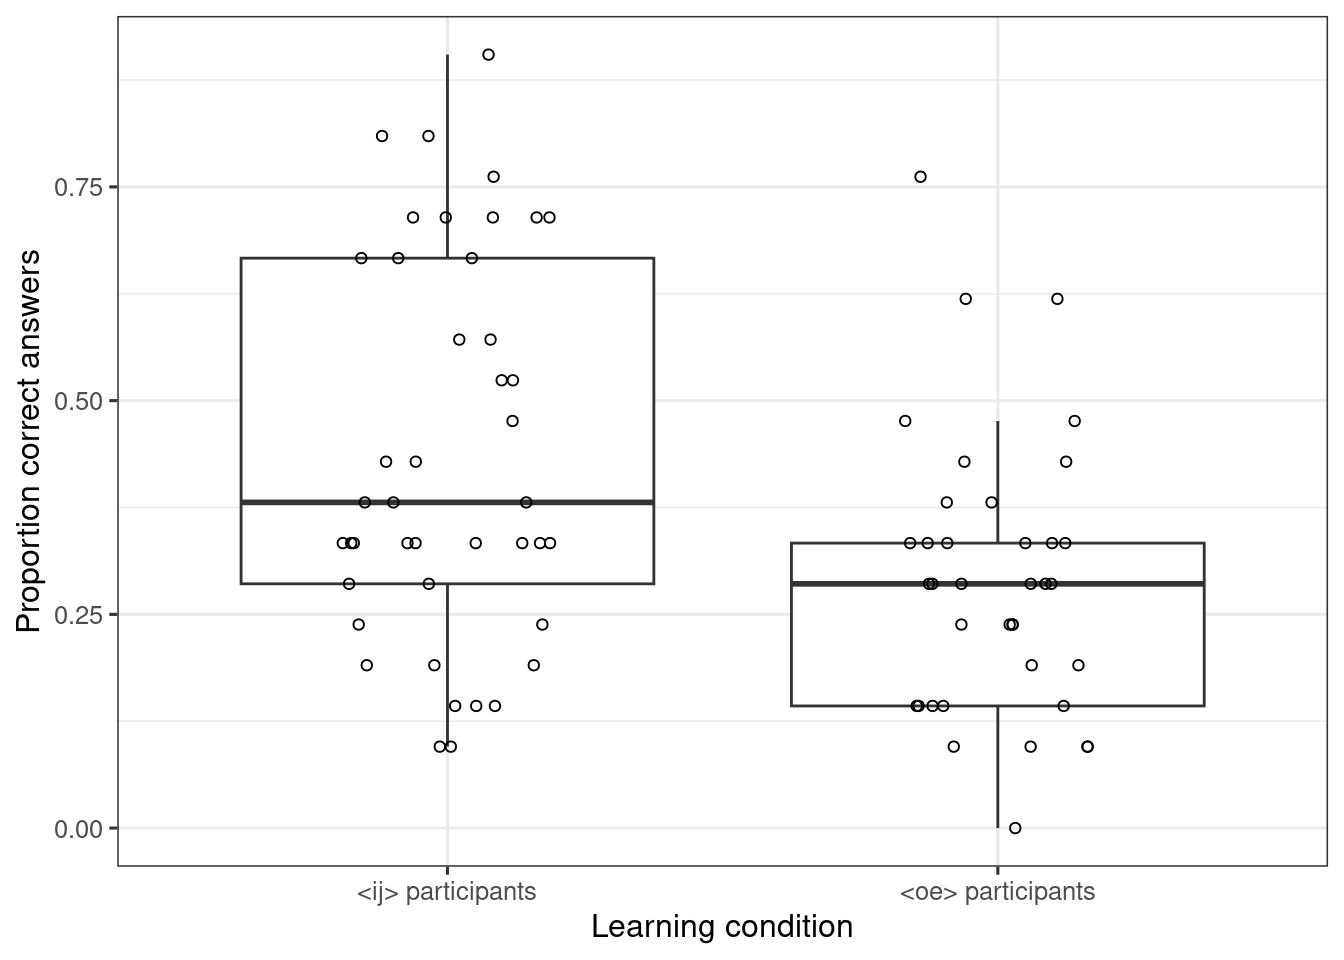 Proportion correct answers
0.75
0.50
0.25
0.00
<ij> participants
<oe> participants
Learning condition